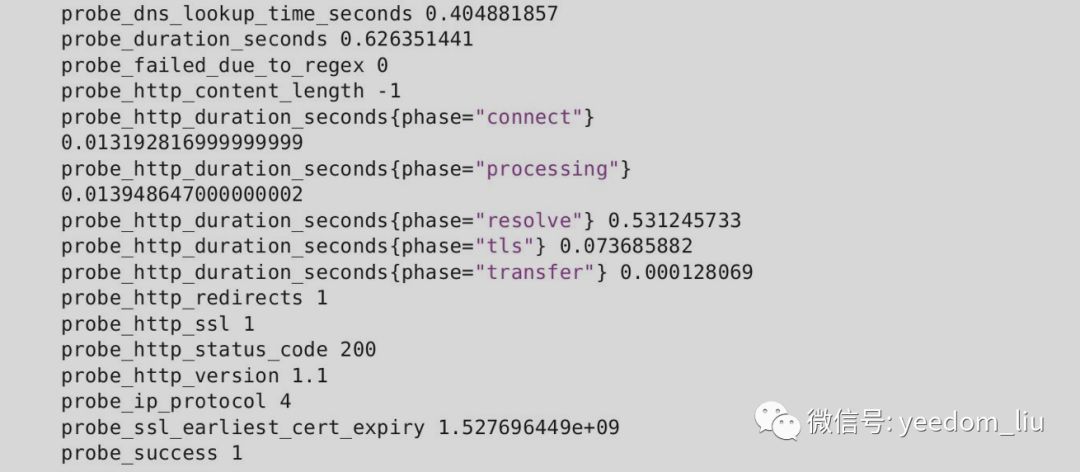 probe_dns_lookup_time_seconds 0.404881857
probe_duration_seconds 0.626351441
probe_failed_due_to_regex 0
probe_http_content_length -1
probe_http_duration_seconds{phase="connect"}
0.013192816999999999
probe_http_duration_seconds{phase="processing"}
0.013948647000000002
probe_http_duration_seconds{phase="resolve"} 0.531245733
probe_http_duration_seconds{phase="tls"} 0.073685882
probe_http_duration_seconds{phase="transfer"} 0.000128069
probe_http_redirects 1
probe_http_ssl 1
probe_http_status_code 200
probe_http_version 1.1
probe_ip_protocol 4
probe_ssl_earliest_cert_expiry 1.527696449e+09
probe_success 1
微信号: yeedom_liu